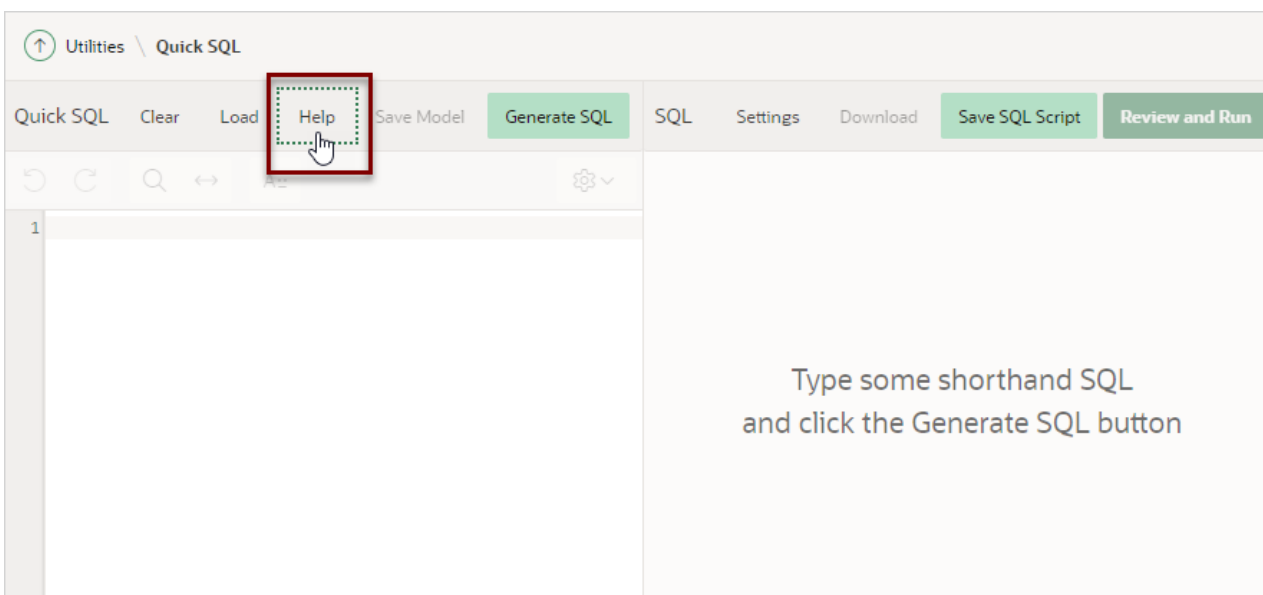 Utilities \ Quick SQL
Quick SQL Clear Load Help Save Model Generate SQL SQL Settings Download Save SQL Script Review and Run
1
Type some shorthand SQL
and click the Generate SQL button